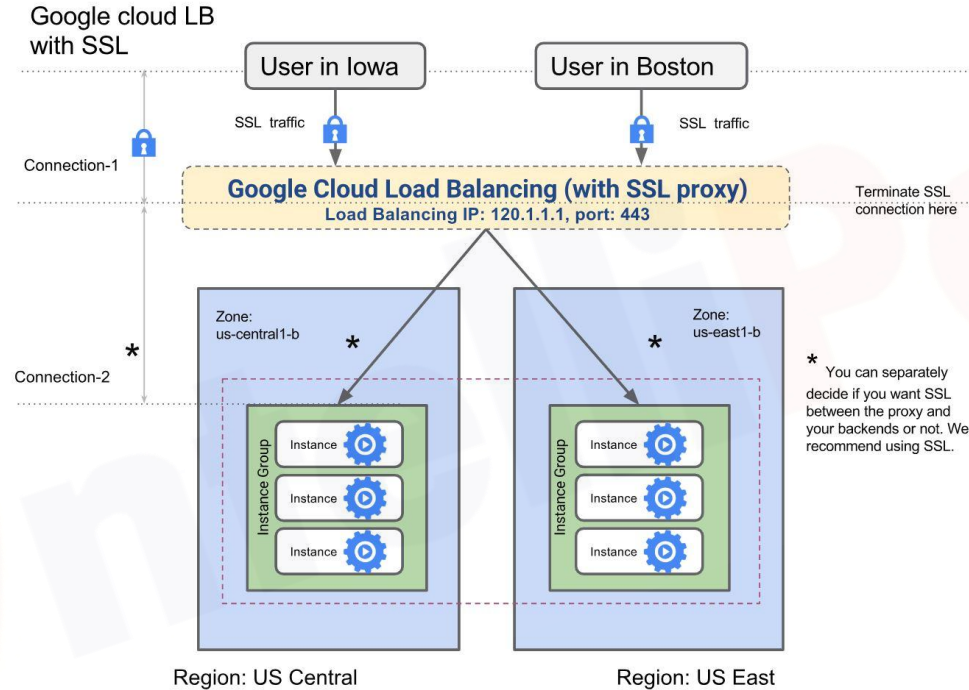 Google cloud LB
with SSL
User in Iowa
User in Boston
SSL traffic
SSL traffic
Connection-1
Google Cloud Load Balancing (with SSL proxy)
Load Balancing IP: 120.1.1.1, port: 443
Terminate SSL
connection here
Zone:
us-central1-b
*
Zone:
us-east1-b
*
*
Connection-2
* You can separately
decide if you want SSL
between the proxy and
your backends or not. We
recommend using SSL.
Instance Group
Instance
Instance
Instance
Instance Group
Instance
Instance
Instance
Region: US Central
Region: US East